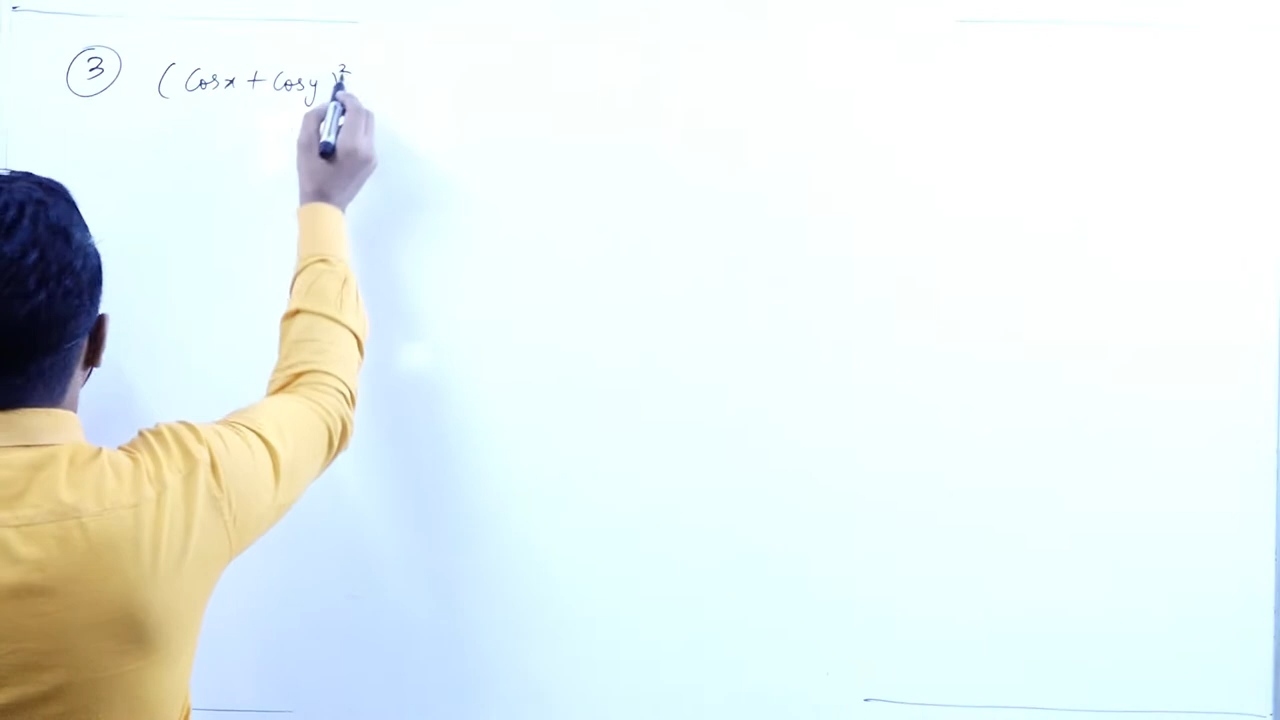 ③ (Cosx + Cosy)²